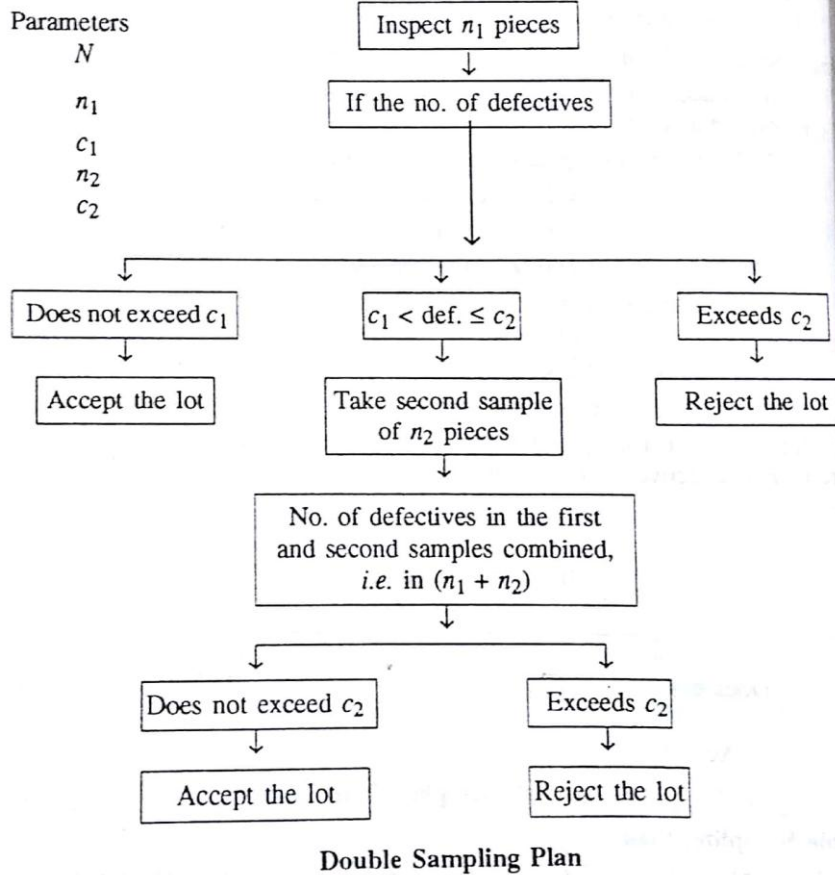 Parameters
N
n₁
c₁
n₂
c₂
Inspect n₁ pieces
If the no. of defectives
Does not exceed c₁
c₁ < def. ≤ c₂
Exceeds c₂
Accept the lot
Take second sample
of n₂ pieces
Reject the lot
No. of defectives in the first
and second samples combined,
i.e. in (n₁ + n₂)
Does not exceed c₂
Exceeds c₂
Accept the lot
Reject the lot
Double Sampling Plan